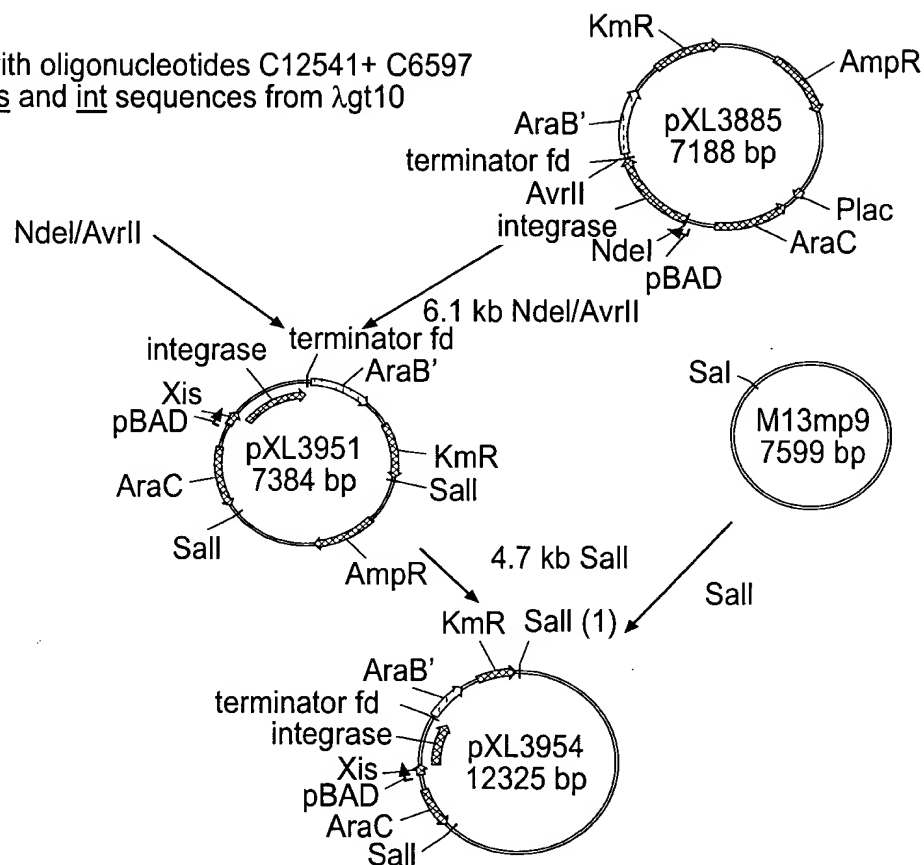 ith oligonucleotides C12541+ C6597
s and int sequences from λgt10
KmR
AmpR
pXL3885
7188 bp
AraB'
terminator fd
AvrII
integrase
NdeI
pBAD
Plac
AraC
NdeI/AvrII
6.1 kb NdeI/AvrII
terminator fd
integrase
AraB'
Xis
pBAD
pXL3951
7384 bp
AraC
KmR
SalI
SalI
AmpR
Sal
M13mp9
7599 bp
4.7 kb SalI
SalI
KmR
SalI (1)
AraB'
terminator fd
integrase
pXL3954
12325 bp
Xis
pBAD
AraC
SalI